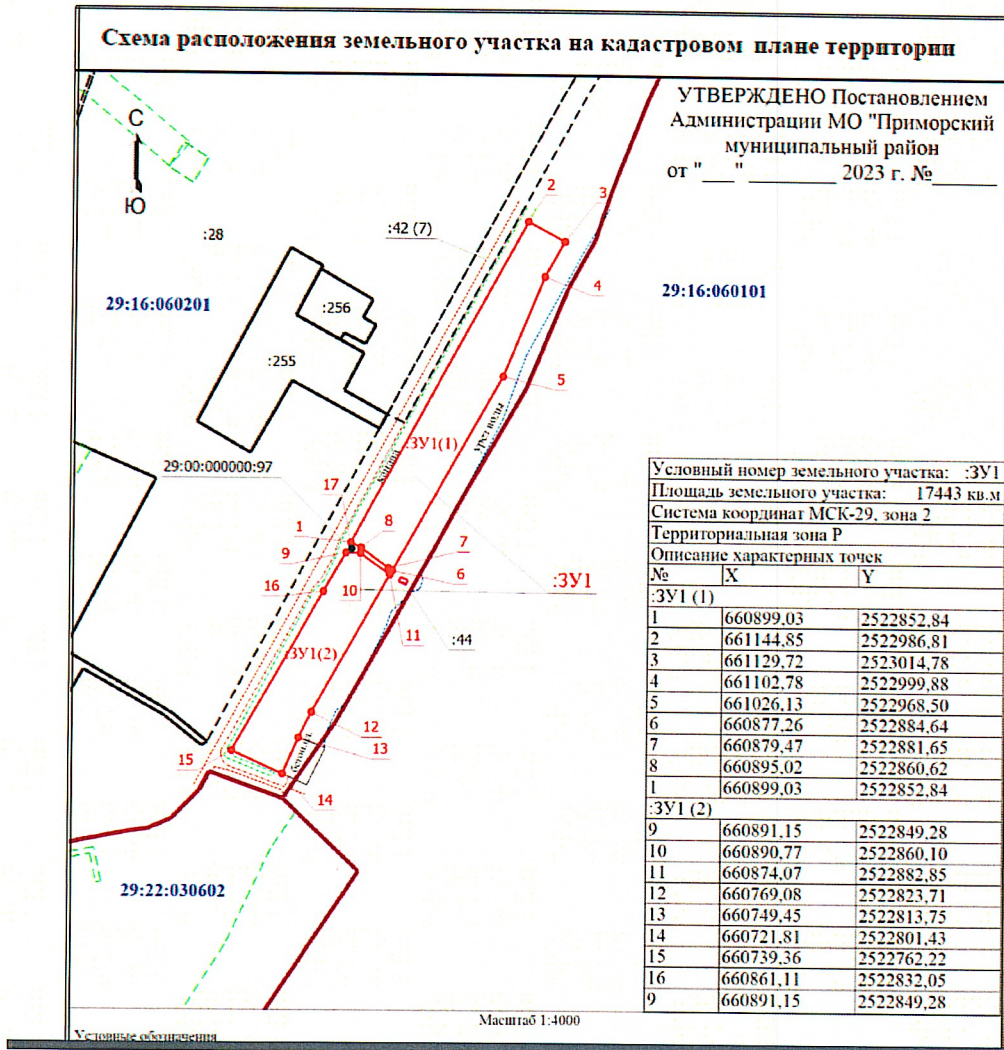 Схема расположения земельного участка на кадастровом плане территории
УТВЕРЖДЕНО Постановлением
Администрации МО "Приморский
муниципальный район
от "___" _________ 2023 г. №_______
С
Ю
:28
:42 (7)
2
3
4
29:16:060201
29:16:060101
:256
:255
5
:ЗУ1(1)
Канава
Урез воды
29:00:000000:97
17
1
8
9
7
6
16
10
:ЗУ1
11
:44
:ЗУ1(2)
12
13
15
14
29:22:030602
Условный номер земельного участка: :ЗУ1
Площадь земельного участка: 17443 кв.м
Система координат МСК-29, зона 2
Территориальная зона Р
Описание характерных точек
№ X Y
:ЗУ1 (1)
1 660899,03 2522852,84
2 661144,85 2522986,81
3 661129,72 2523014,78
4 661102,78 2522999,88
5 661026,13 2522968,50
6 660877,26 2522884,64
7 660879,47 2522881,65
8 660895,02 2522860,62
1 660899,03 2522852,84
:ЗУ1 (2)
9 660891,15 2522849,28
10 660890,77 2522860,10
11 660874,07 2522882,85
12 660769,08 2522823,71
13 660749,45 2522813,75
14 660721,81 2522801,43
15 660739,36 2522762,22
16 660861,11 2522832,05
9 660891,15 2522849,28
Масштаб 1:4000
Условные обозначения